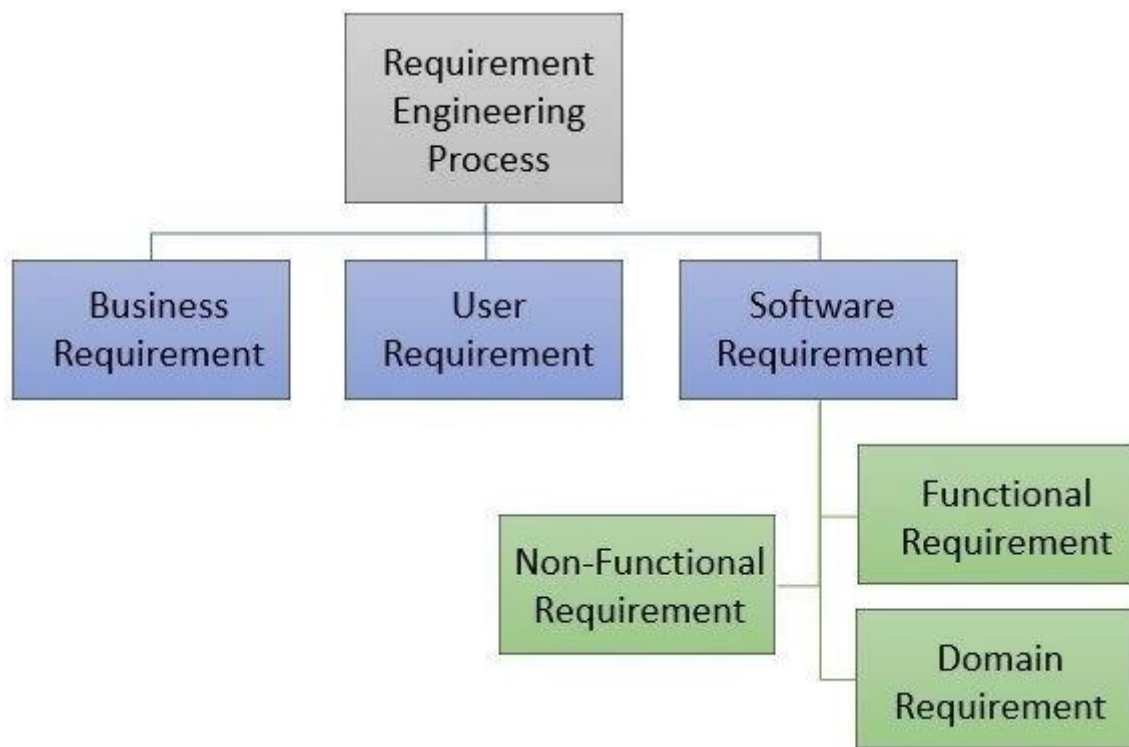 Requirement
Engineering
Process
Business
Requirement
User
Requirement
Software
Requirement
Functional
Requirement
Non-Functional
Requirement
Domain
Requirement